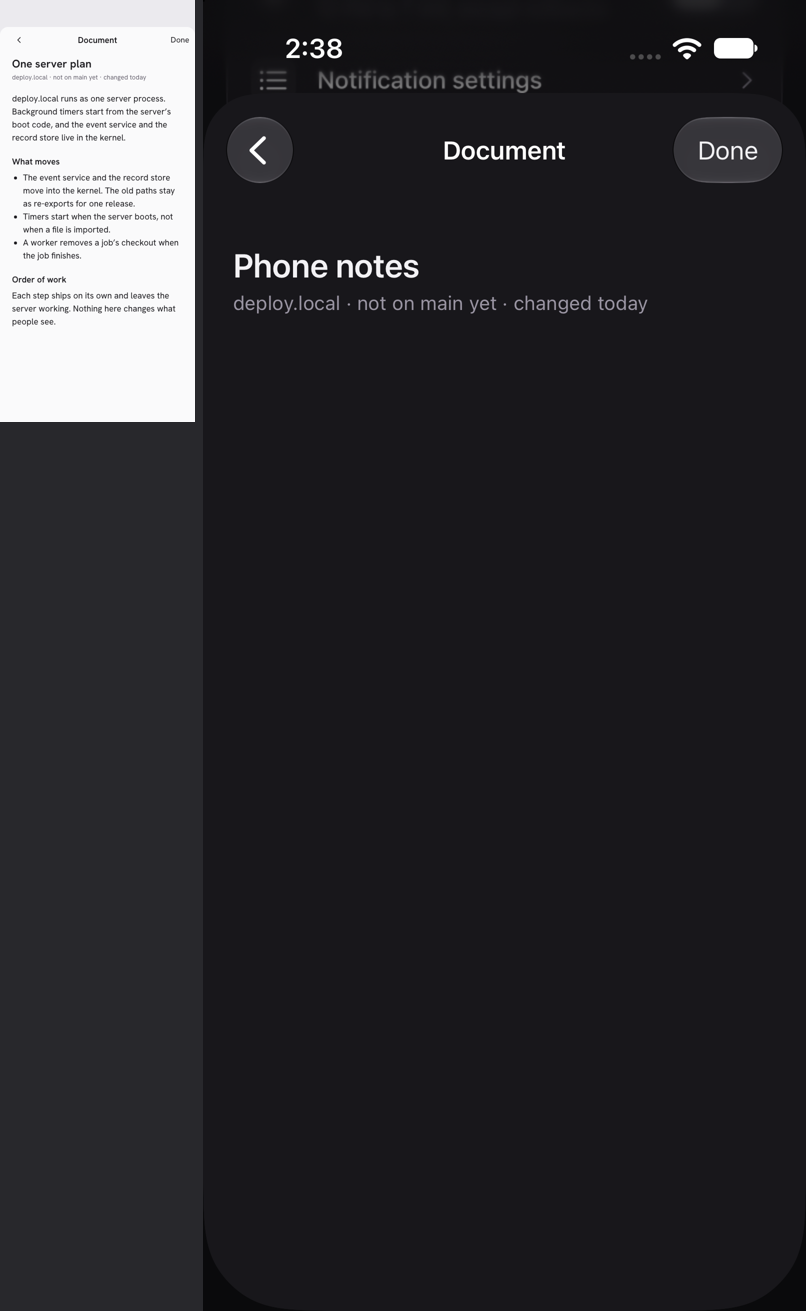 Document
Done
One server plan
deploy.local · not on main yet · changed today
deploy.local runs as one server process.
Background timers start from the server’s
boot code, and the event service and the
record store live in the kernel.
What moves
• The event service and the record store
move into the kernel. The old paths stay
as re-exports for one release.
• Timers start when the server boots, not
when a file is imported.
• A worker removes a job’s checkout when
the job finishes.
Order of work
Each step ships on its own and leaves the
server working. Nothing here changes what
people see.
2:38
Notification settings
Document
Done
Phone notes
deploy.local · not on main yet · changed today